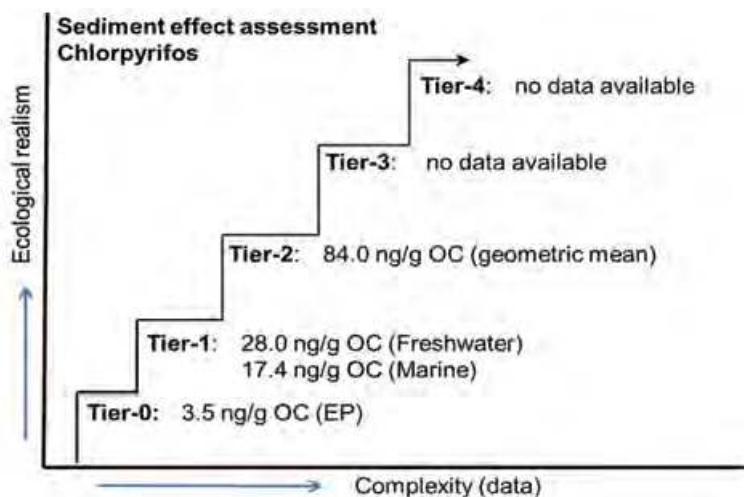 Sediment effect assessment
Chlorpyrifos
Tier-4: no data available
Tier-3: no data available
Tier-2: 84.0 ng/g OC (geometric mean)
Tier-1: 28.0 ng/g OC (Freshwater)
17.4 ng/g OC (Marine)
Tier-0: 3.5 ng/g OC (EP)
Ecological realism
Complexity (data)